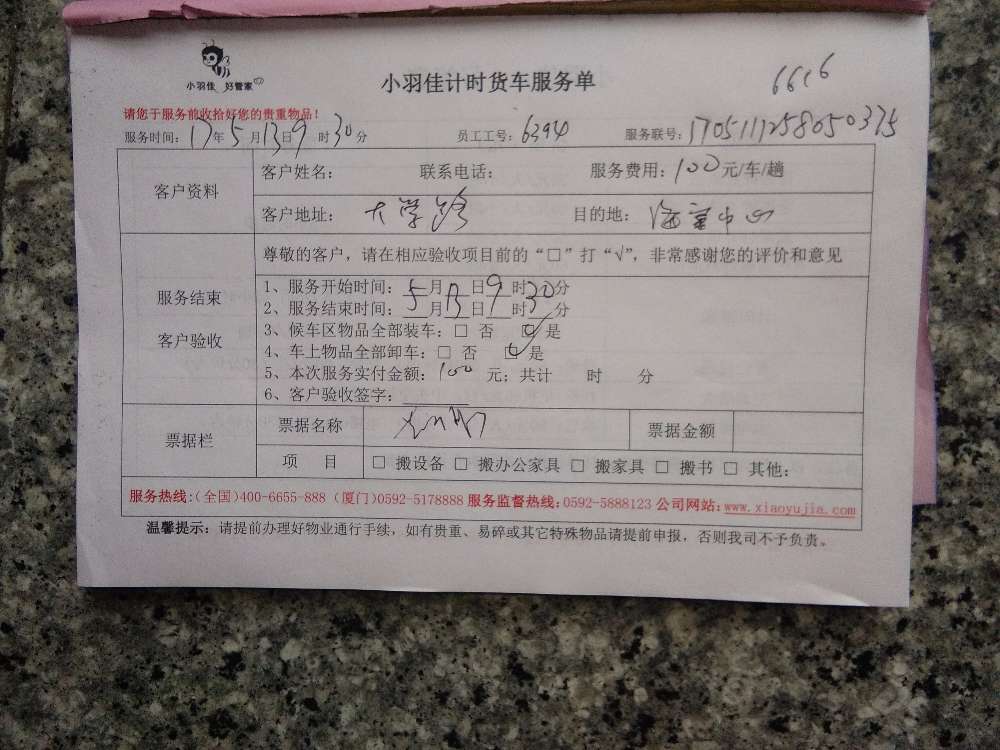 小羽佳 好管家
小羽佳计时货车服务单
6616
请您于服务前收拾好您的贵重物品!
服务时间: 17年5月13日9时30分 员工工号: 6394 服务联号: 1705111258650375
客户资料
客户姓名: 联系电话: 服务费用: 100元/车/趟
客户地址: 大学路 目的地: 中心
服务结束
客户验收
尊敬的客户,请在相应验收项目前的“□”打“√”,非常感谢您的评价和意见
1、服务开始时间: 5月13日9时30分
2、服务结束时间: 月日时分
3、候车区物品全部装车: □ 否 ☑ 是
4、车上物品全部卸车: □ 否 ☑ 是
5、本次服务实付金额: 100 元; 共计 时 分
6、客户验收签字:
票据栏
票据名称 票据金额
项 目 □ 搬设备 □ 搬办公家具 □ 搬家具 □ 搬书 □ 其他:
服务热线:(全国)400-6655-888 (厦门)0592-5178888 服务监督热线:0592-5888123 公司网站:www.xiaoyujia.com
温馨提示: 请提前办理好物业通行手续,如有贵重、易碎或其它特殊物品请提前申报,否则我司不予负责。